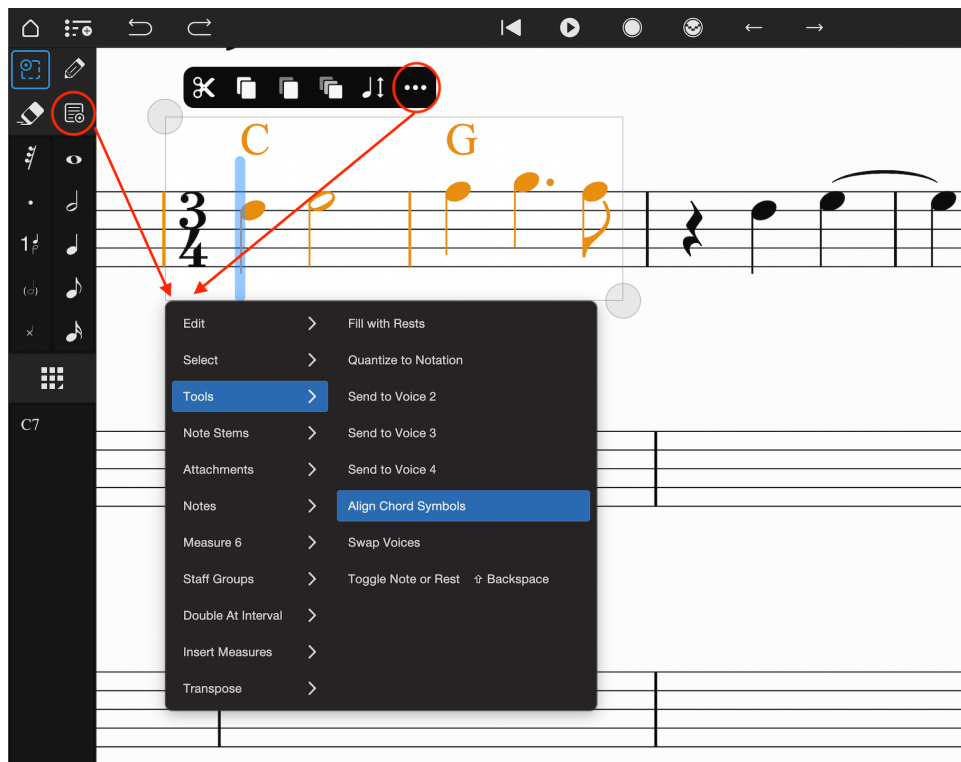 C G
3
4
1
C7
Edit
Select
Tools
Note Stems
Attachments
Notes
Measure 6
Staff Groups
Double At Interval
Insert Measures
Transpose
Fill with Rests
Quantize to Notation
Send to Voice 2
Send to Voice 3
Send to Voice 4
Align Chord Symbols
Swap Voices
Toggle Note or Rest ⇧ Backspace